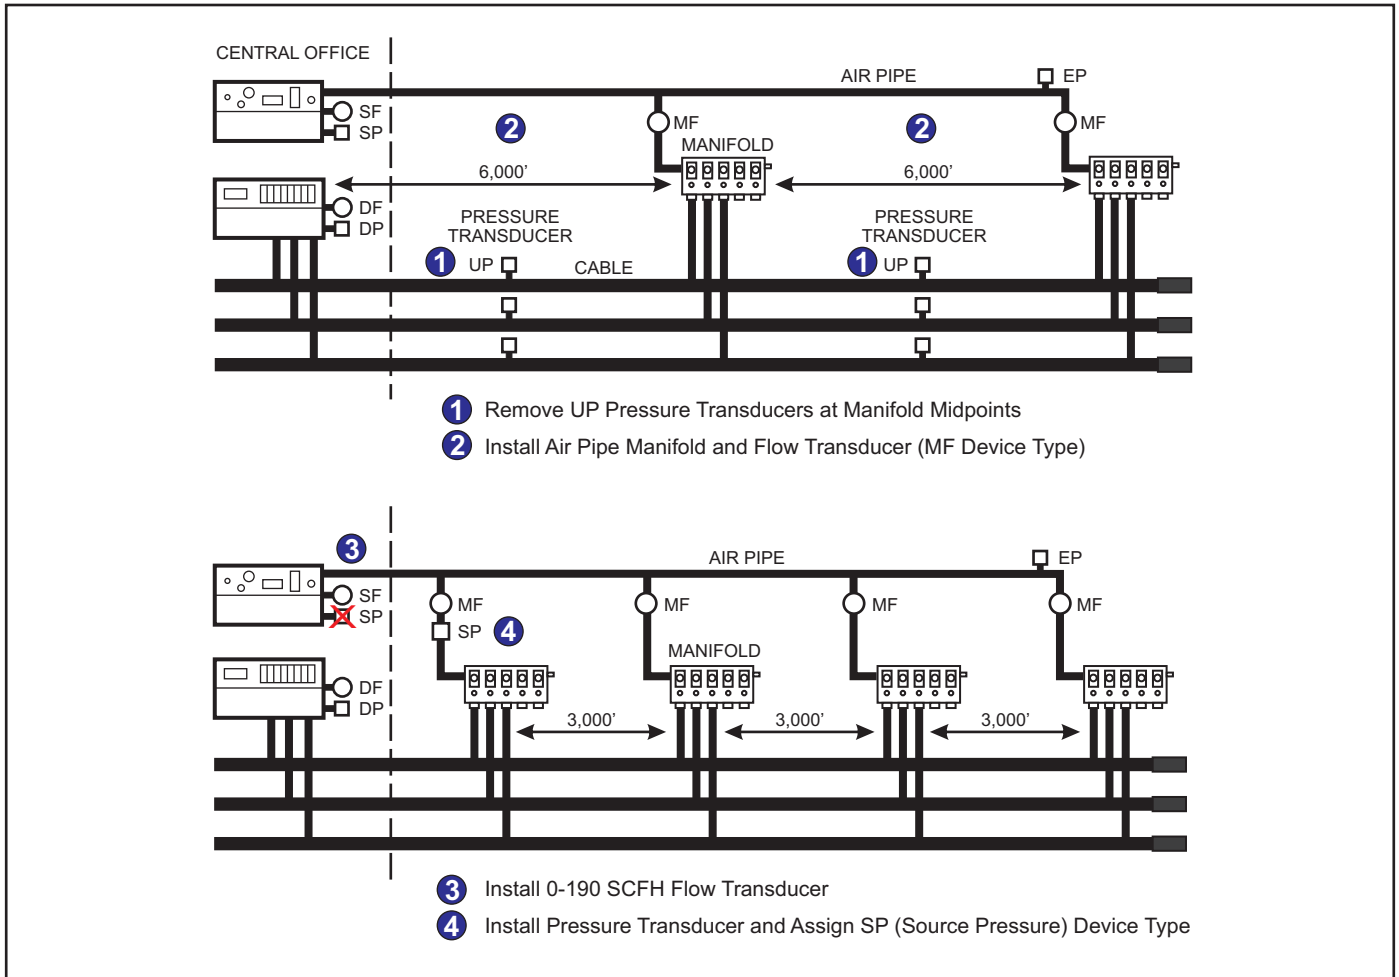 CENTRAL OFFICE
AIR PIPE
EP
SF
SP
2
MF
2
MF
MANIFOLD
6,000’
6,000’
DF
DP
PRESSURE
TRANSDUCER
PRESSURE
TRANSDUCER
1
UP
CABLE
1
UP
1 Remove UP Pressure Transducers at Manifold Midpoints
2 Install Air Pipe Manifold and Flow Transducer (MF Device Type)
3
AIR PIPE
EP
SF
SP
MF
MF
MF
MF
SP
4
MANIFOLD
DF
DP
3,000’
3,000’
3,000’
3 Install 0-190 SCFH Flow Transducer
4 Install Pressure Transducer and Assign SP (Source Pressure) Device Type